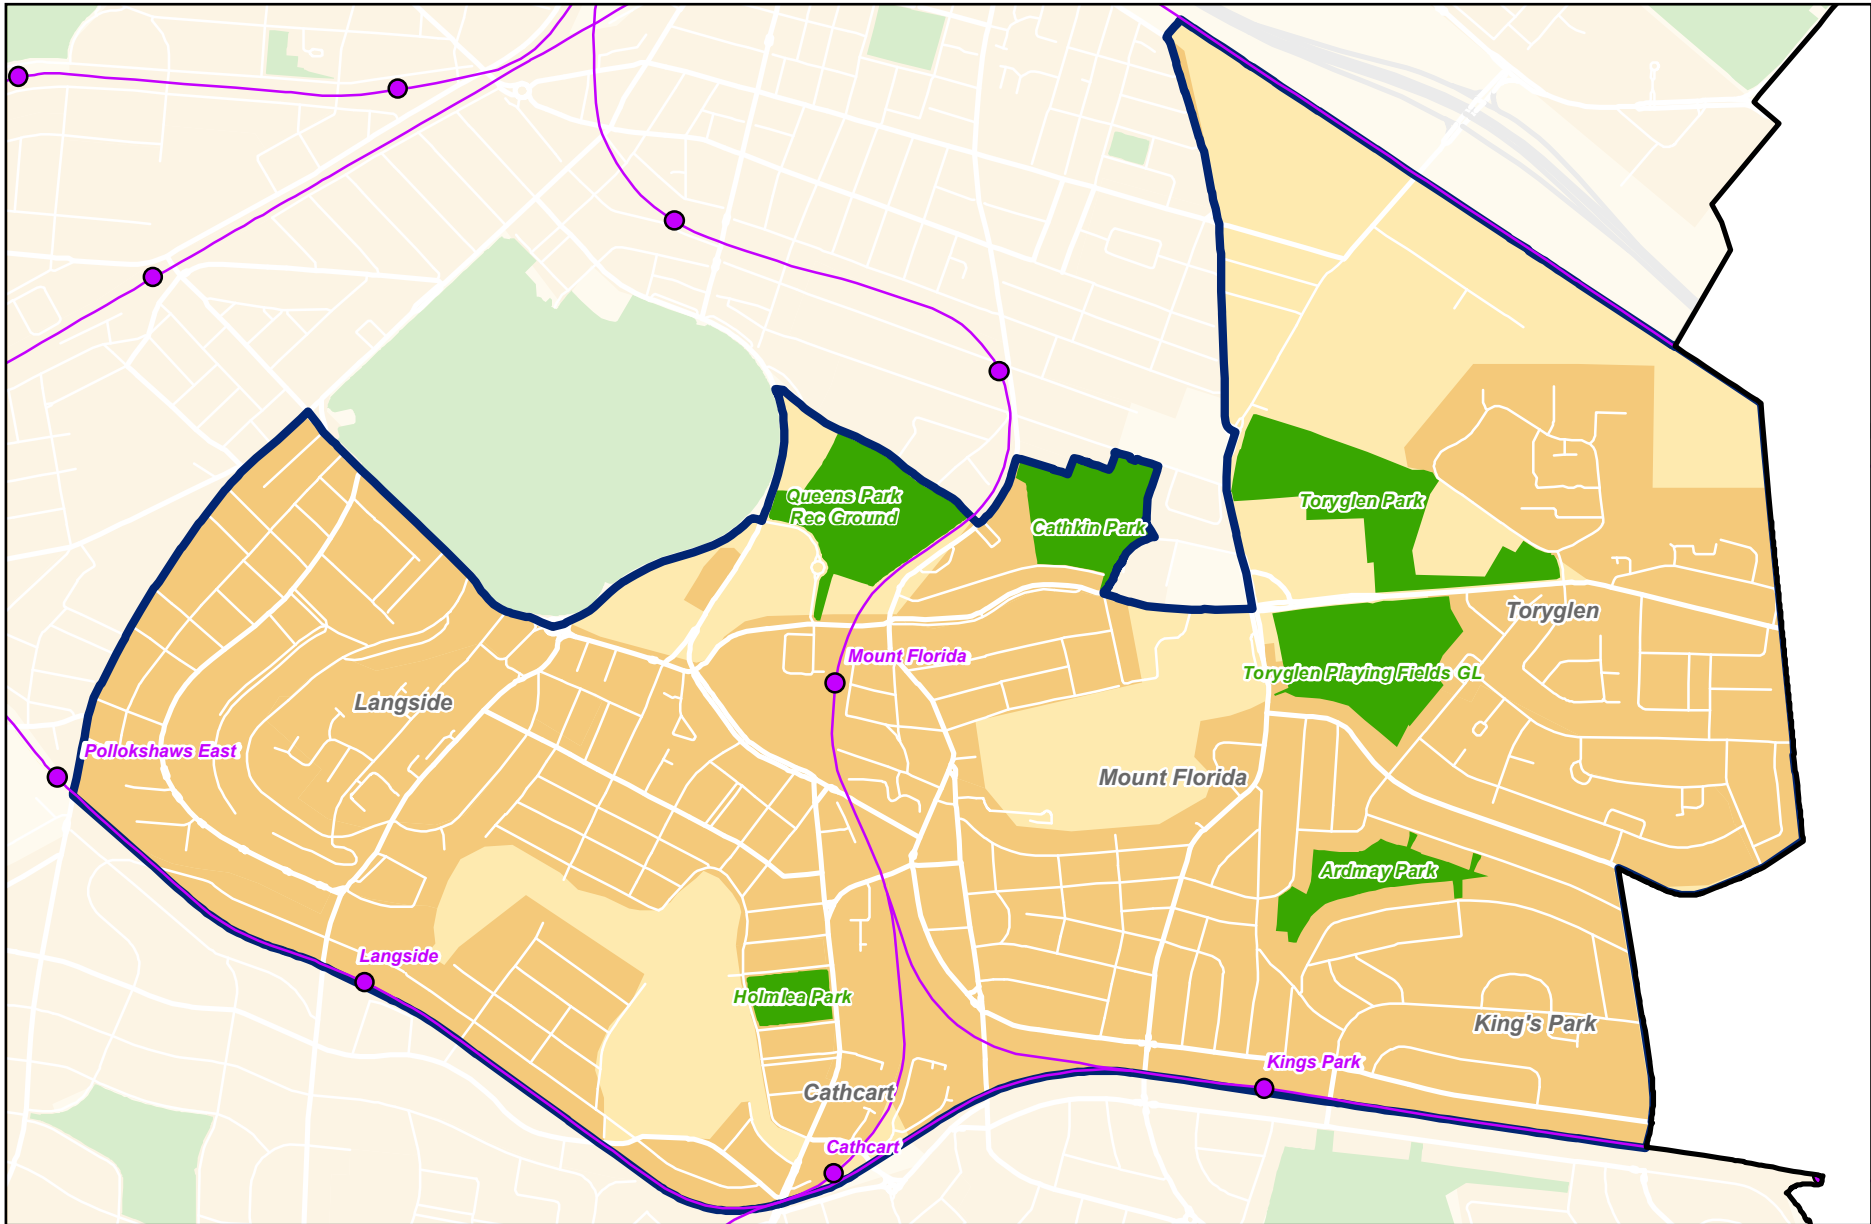 Queens Park
Rec Ground
Cathkin Park
Toryglen Park
Toryglen
Mount Florida
Toryglen Playing Fields GL
Langside
Pollokshaws East
Mount Florida
Ardmay Park
Langside
Holmlea Park
King's Park
Kings Park
Cathcart
Cathcart